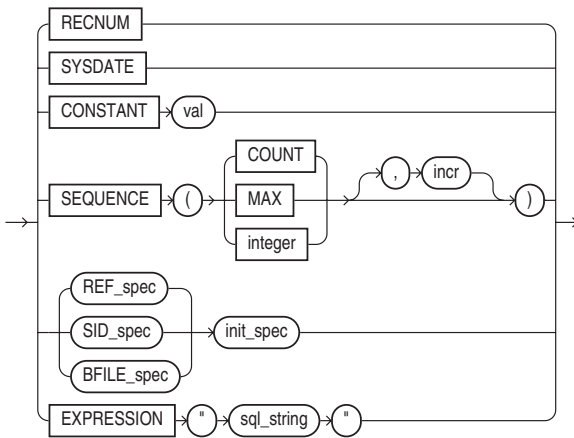 RECNUM
SYSDATE
CONSTANT val
COUNT
SEQUENCE ( MAX , incr )
integer
REF_spec
SID_spec init_spec
BFILE_spec
EXPRESSION " sql_string "